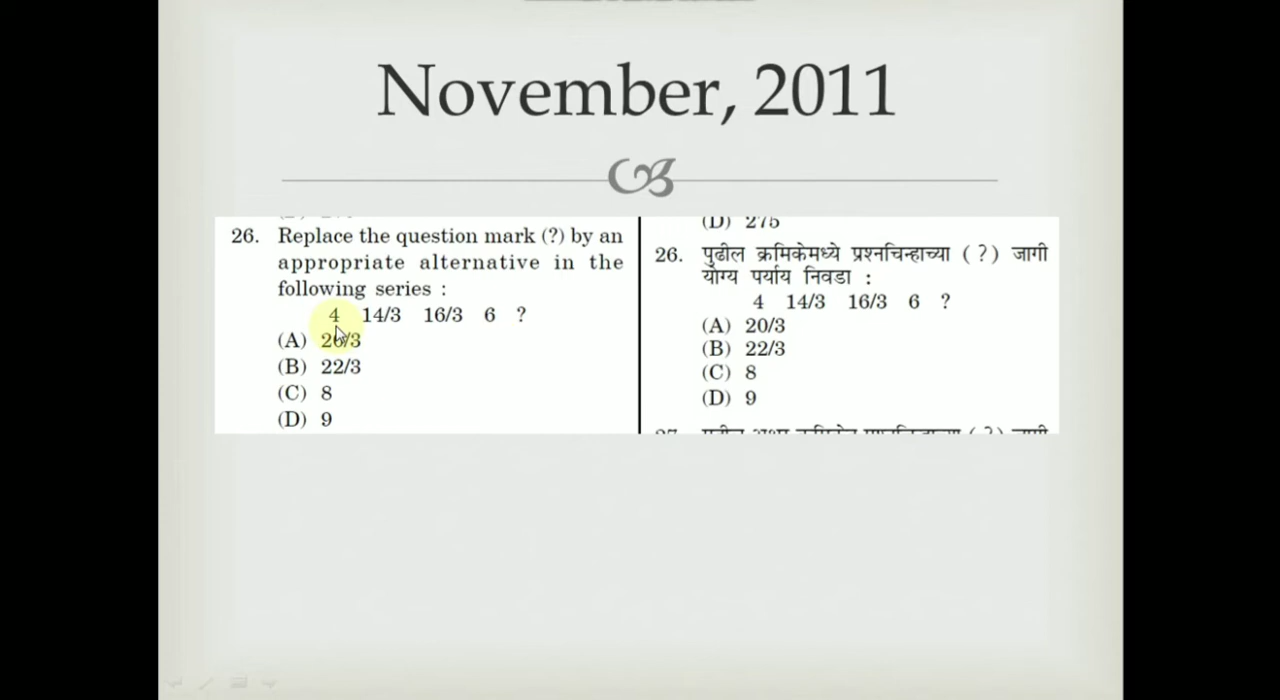 November, 2011
26. Replace the question mark (?) by an
appropriate alternative in the
following series :
4 14/3 16/3 6 ?
(A) 20/3
(B) 22/3
(C) 8
(D) 9
(D) 275
26. पुढील क्रमिकेमध्ये प्रश्नचिन्हाच्या ( ? ) जागी
योग्य पर्याय निवडा :
4 14/3 16/3 6 ?
(A) 20/3
(B) 22/3
(C) 8
(D) 9